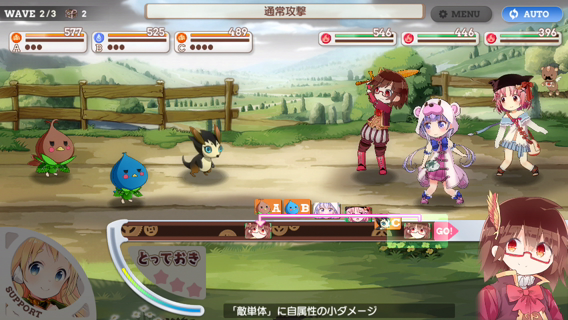 WAVE 2/3 2
通常攻撃
MENU
AUTO
577
A
525
B
489
C
546
446
396
A B
C
GO!
とっておき
SUPPORT
「敵単体」に自属性の小ダメージ